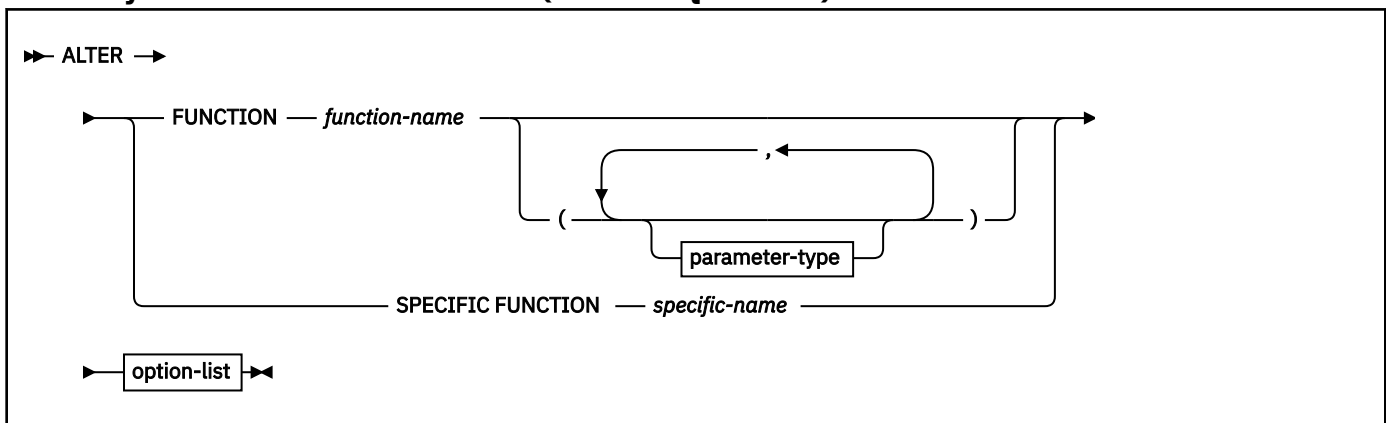 ALTER
FUNCTION function-name
,
( )
parameter-type
SPECIFIC FUNCTION specific-name
option-list